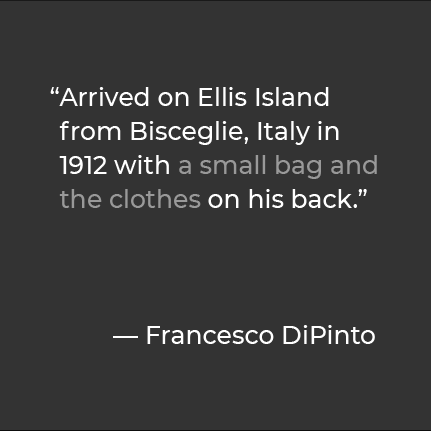 “Arrived on Ellis Island
from Bisceglie, Italy in
1912 with a small bag and
the clothes on his back.”
— Francesco DiPinto